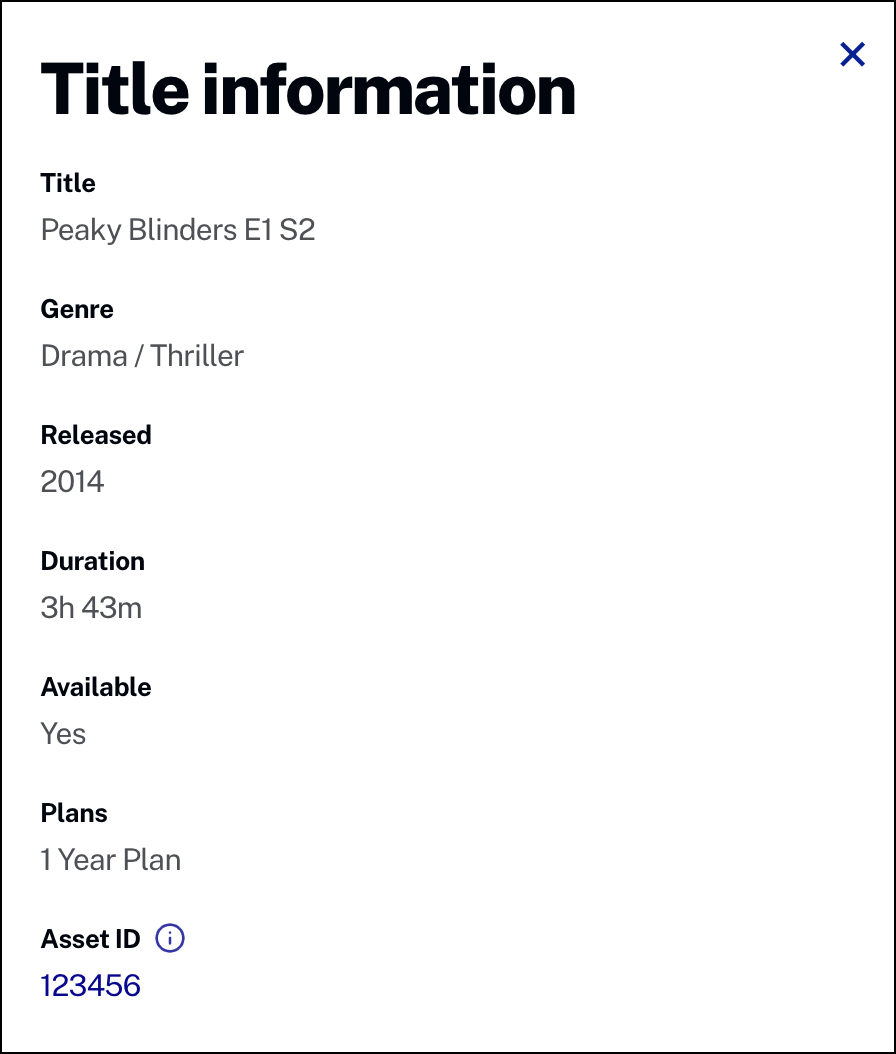 Title information
Title
Peaky Blinders E1 S2
Genre
Drama / Thriller
Released
2014
Duration
3h 43m
Available
Yes
Plans
1 Year Plan
Asset ID
123456